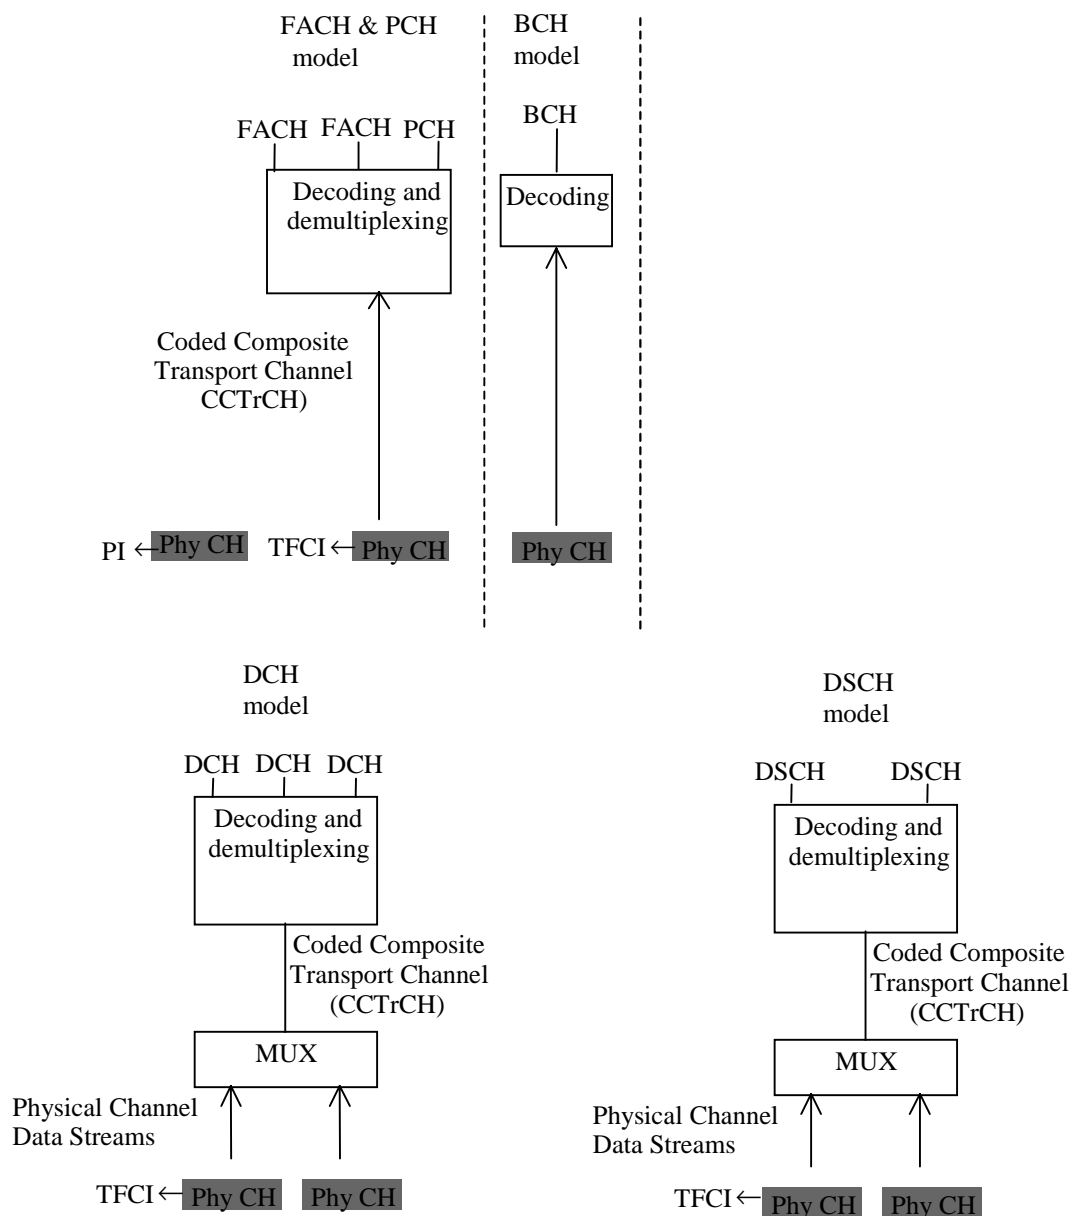 FACH & PCH
model
BCH
model
FACH FACH PCH
BCH
Decoding and
demultiplexing
Decoding
Coded Composite
Transport Channel
CCTrCH)
PI
Phy CH
TFCI
Phy CH
Phy CH
DCH
model
DSCH
model
DCH DCH DCH
DSCH DSCH
Decoding and
demultiplexing
Decoding and
demultiplexing
Coded Composite
Transport Channel
(CCTrCH)
Coded Composite
Transport Channel
(CCTrCH)
MUX
MUX
Physical Channel
Data Streams
Physical Channel
Data Streams
TFCI
Phy CH
Phy CH
TFCI
Phy CH
Phy CH